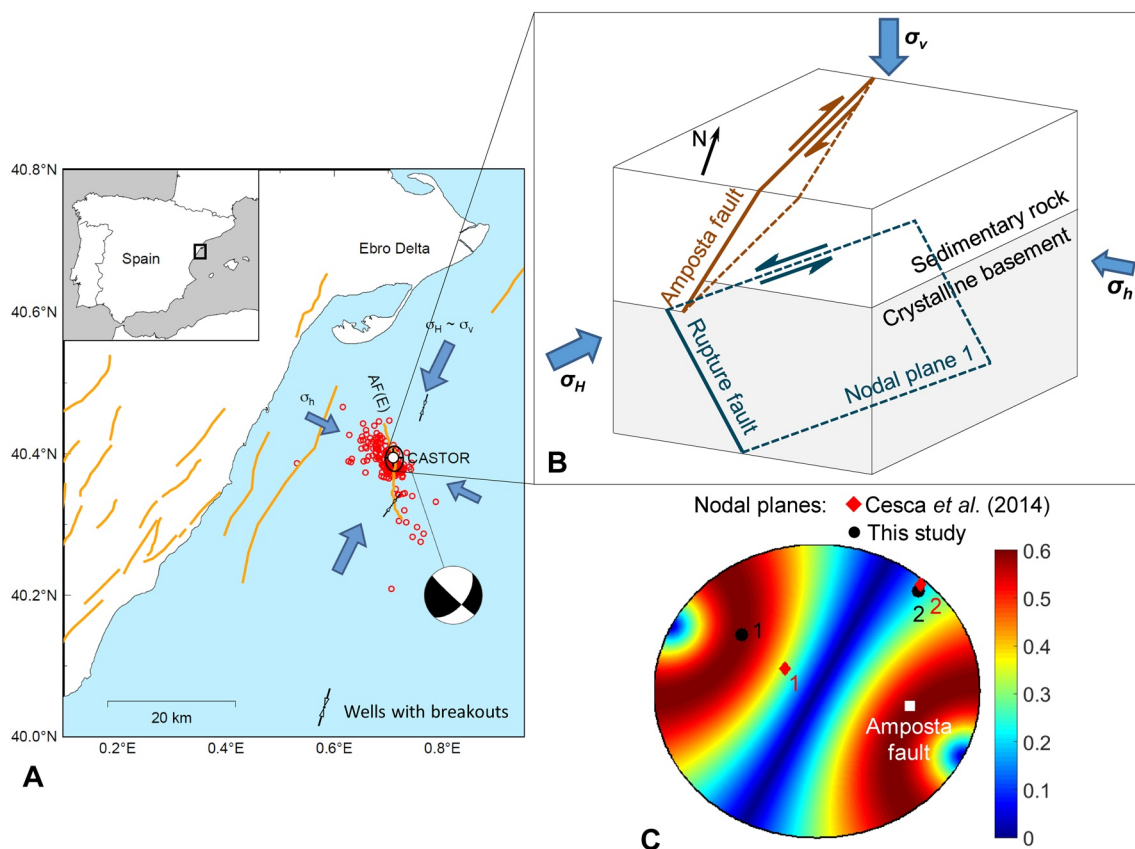 A
40.8°N
40.6°N
40.4°N
40.2°N
40.0°N
0.2°E
0.4°E
0.6°E
0.8°E
Spain
Ebro Delta
σH ~ σv
AF(E)
σh
CASTOR
20 km
Wells with breakouts
B
σv
N
Amposta fault
Sedimentary rock
Crystalline basement
σh
σH
Rupture fault
Nodal plane 1
Nodal planes:
Cesca et al. (2014)
This study
1
1
2
2
Amposta
fault
0.6
0.5
0.4
0.3
0.2
0.1
0
C